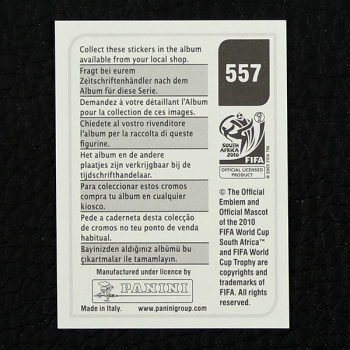 Collect these stickers in the album
available from your local shop.
Fragt bei eurem
Zeitschriftenhändler nach dem
Album für diese Serie.
Demandez à votre détaillant l'Album
pour la collection de ces images.
Chiedete al vostro rivenditore
l'album per la raccolta di queste
figurine.
Het album en de andere
plaatjes zijn verkrijgbaar bij de
tijdschrifthandelaar.
Para coleccionar estos cromos
compra tu álbum en cualquier
kiosco.
Pede a caderneta desta colecção
de cromos no teu ponto de venda
habitual.
Bayinizden aldığınız albümü bu
çıkartmalar ile tamamlayın.
Manufactured under licence by
PANINI
Made in Italy. www.paninigroup.com
557
SOUTH AFRICA
2010
FIFA
© 2005 FIFA TM
OFFICIAL LICENSED
PRODUCT
© The Official
Emblem and
Official Mascot
of the 2010
FIFA World Cup
South Africa™
and FIFA World
Cup Trophy are
copyrights and
trademarks of
FIFA. All rights
reserved.